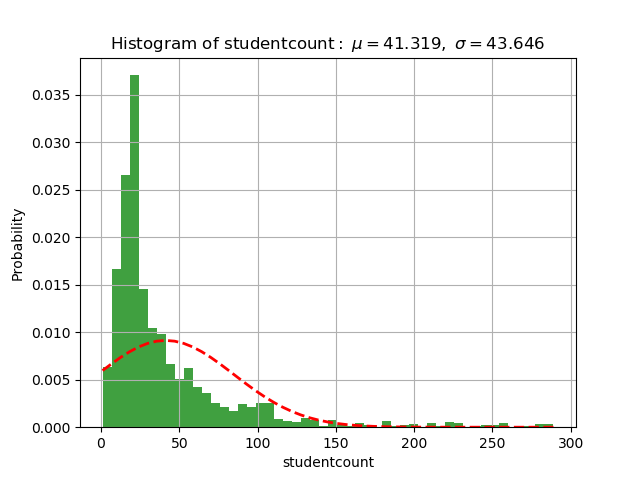 Histogram of studentcount : μ = 41.319, σ = 43.646
0.035
0.030
0.025
0.020
0.015
0.010
0.005
0.000
Probability
0 50 100 150 200 250 300
studentcount